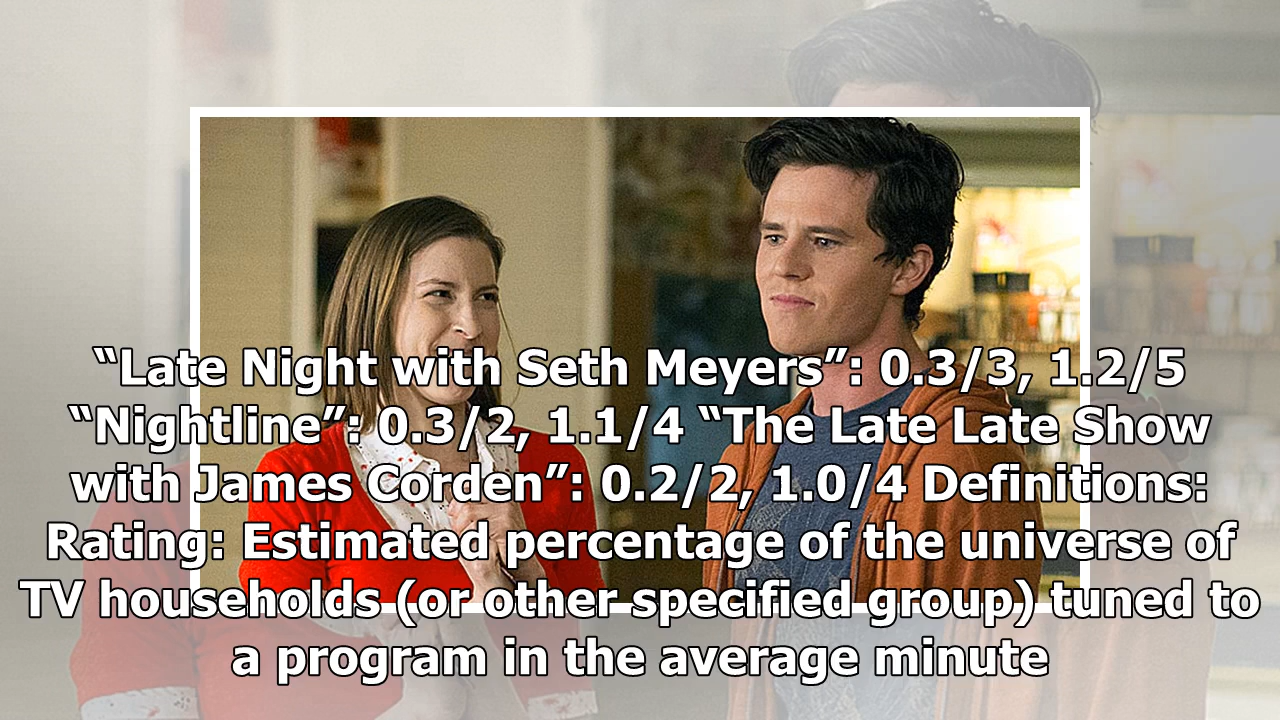 “Late Night with Seth Meyers”: 0.3/3, 1.2/5
“Nightline”: 0.3/2, 1.1/4 “The Late Late Show
with James Corden”: 0.2/2, 1.0/4 Definitions:
Rating: Estimated percentage of the universe of
TV households (or other specified group) tuned to
a program in the average minute